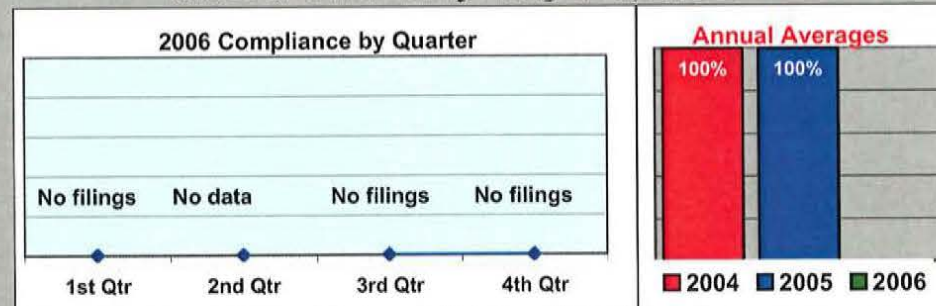 2006 Compliance by Quarter
No filings No data No filings No filings
1st Qtr 2nd Qtr 3rd Qtr 4th Qtr
Annual Averages
100% 100%
2004 2005 2006